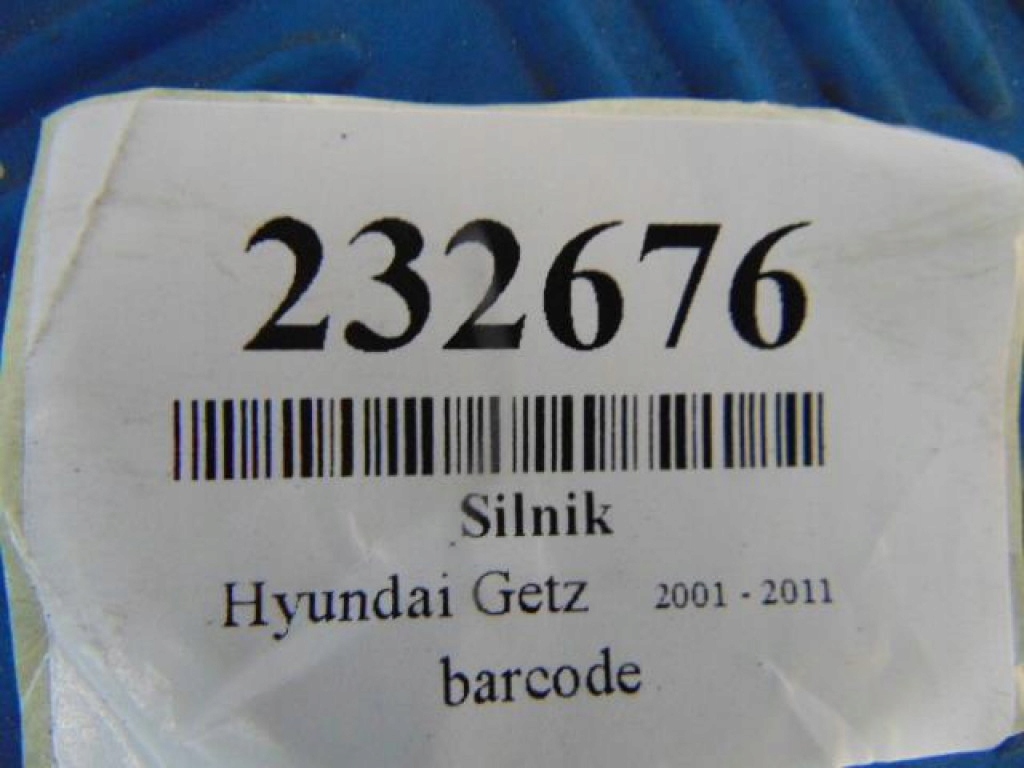 232676
Silnik
Hyundai Getz 2001 - 2011
barcode